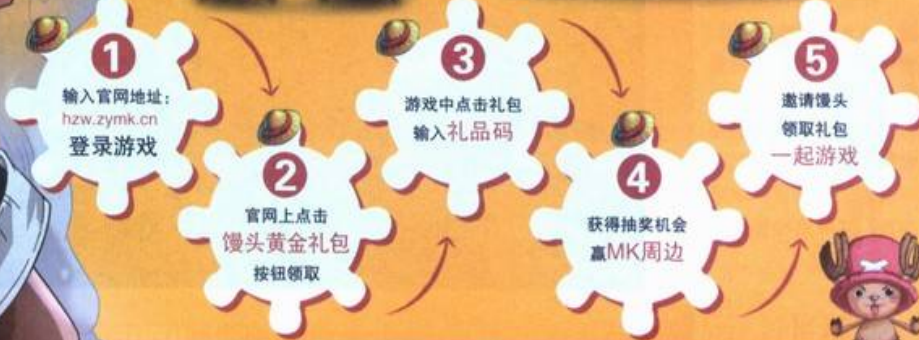 1
输入官网地址：
hzw.zymk.cn
登录游戏
2
官网上点击
馒头黄金礼包
按钮领取
3
游戏中点击礼包
输入礼品码
4
获得抽奖机会
赢MK周边
5
邀请馒头
领取礼包
一起游戏